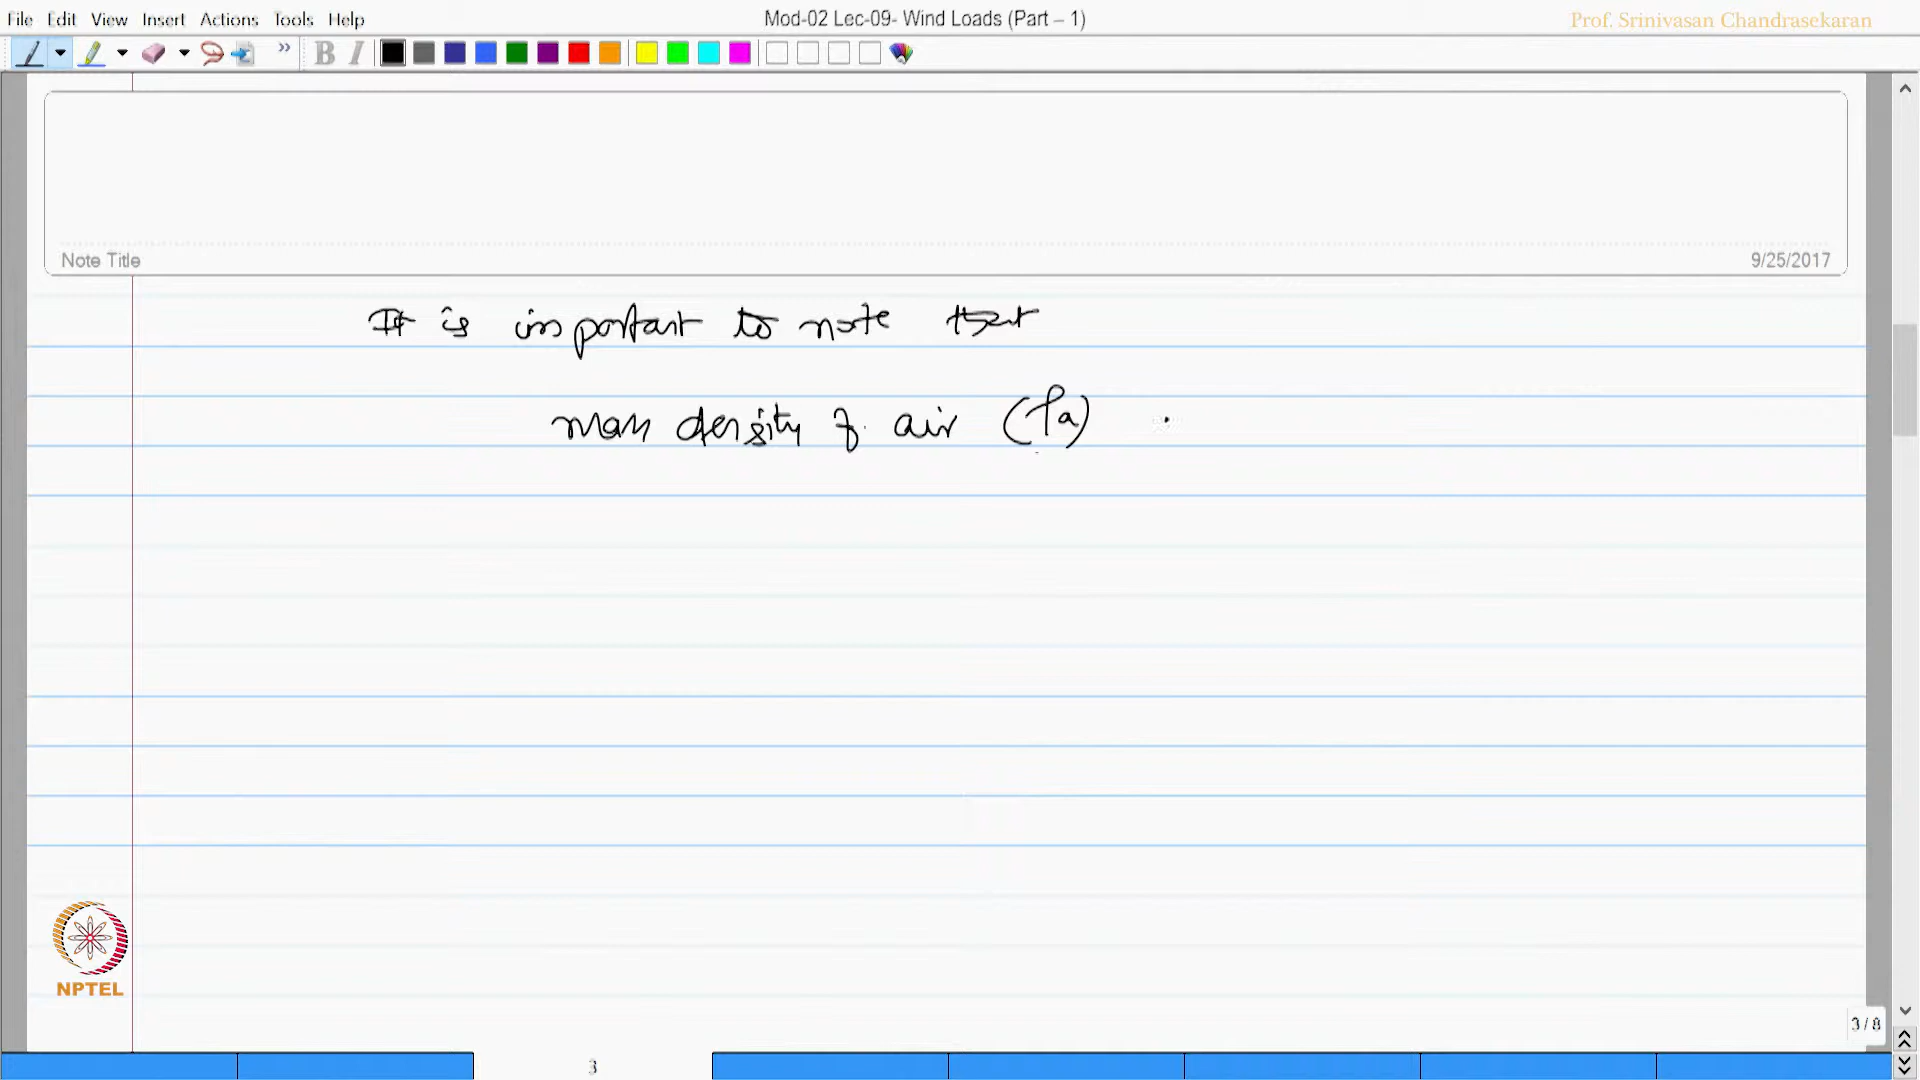 File Edit View Insert Actions Tools Help
Mod-02 Lec-09- Wind Loads (Part – 1)
Prof. Srinivasan Chandrasekaran
B I
Note Title
9/25/2017
It is important to note that
mass density of air (ρa)
NPTEL
3 / 8
3